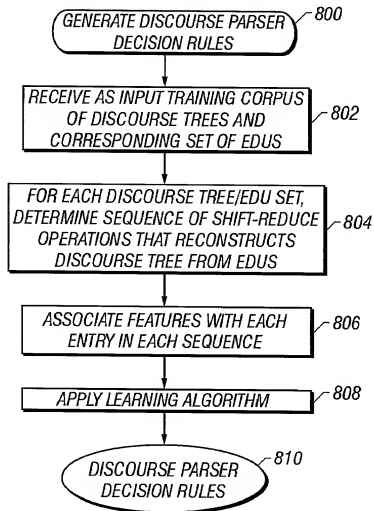 GENERATE DISCOURSE PARSER
DECISION RULES
800
RECEIVE AS INPUT TRAINING CORPUS
OF DISCOURSE TREES AND
CORRESPONDING SET OF EDUS
802
FOR EACH DISCOURSE TREE/EDU SET,
DETERMINE SEQUENCE OF SHIFT-REDUCE
OPERATIONS THAT RECONSTRUCTS
DISCOURSE TREE FROM EDUS
804
ASSOCIATE FEATURES WITH EACH
ENTRY IN EACH SEQUENCE
806
APPLY LEARNING ALGORITHM
808
DISCOURSE PARSER
DECISION RULES
810